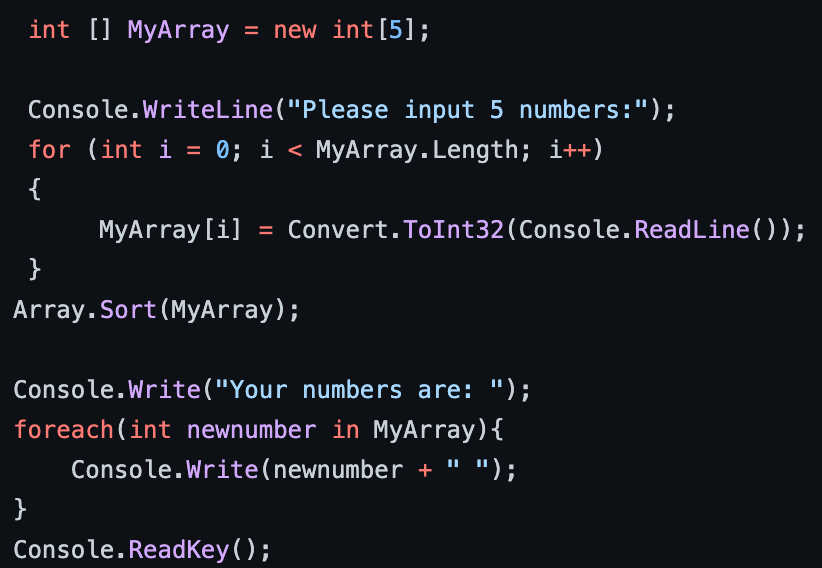 int [] MyArray = new int[5];
Console.WriteLine("Please input 5 numbers:");
for (int i = 0; i < MyArray.Length; i++)
{
MyArray[i] = Convert.ToInt32(Console.ReadLine());
}
Array.Sort(MyArray);
Console.Write("Your numbers are: ");
foreach(int newnumber in MyArray){
Console.Write(newnumber + " ");
}
Console.ReadKey();